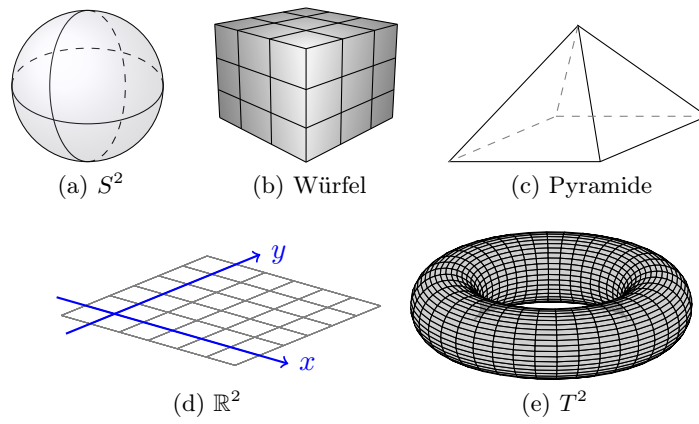 (a) S²
(b) Würfel
(c) Pyramide
y
x
(d) ℝ²
(e) T²